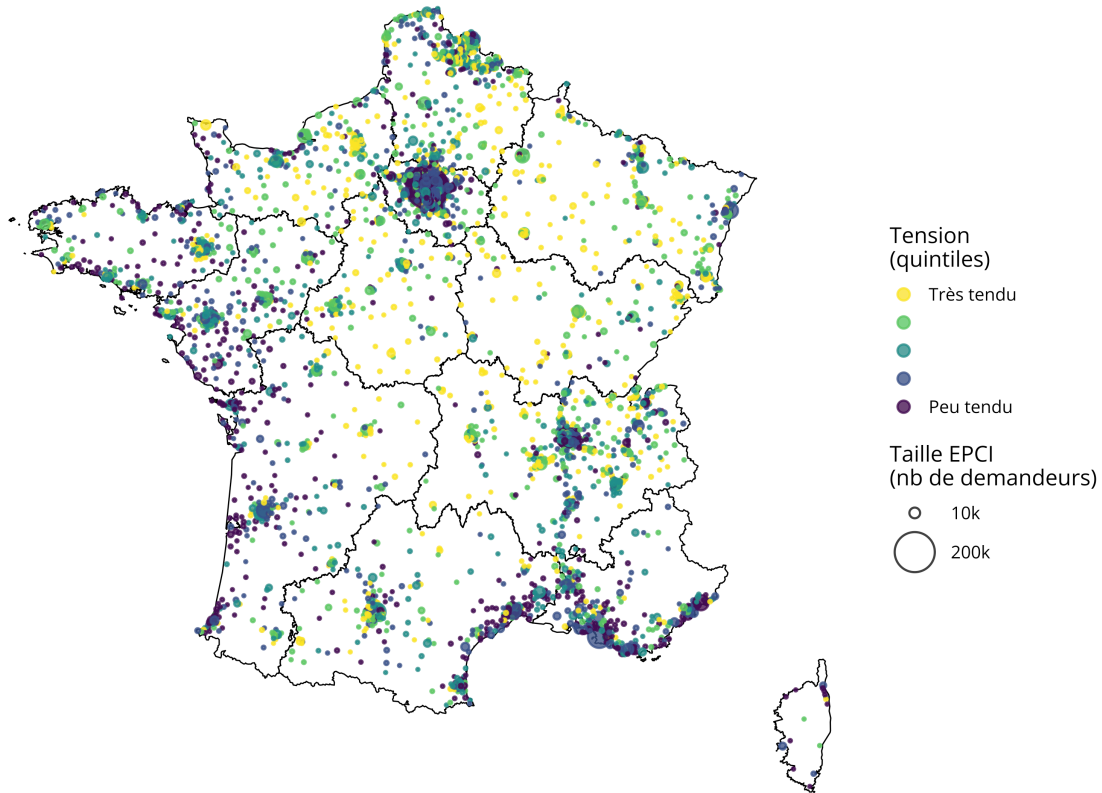 Tension
(quintiles)
Très tendu
Peu tendu
Taille EPCI
(nb de demandeurs)
10k
200k